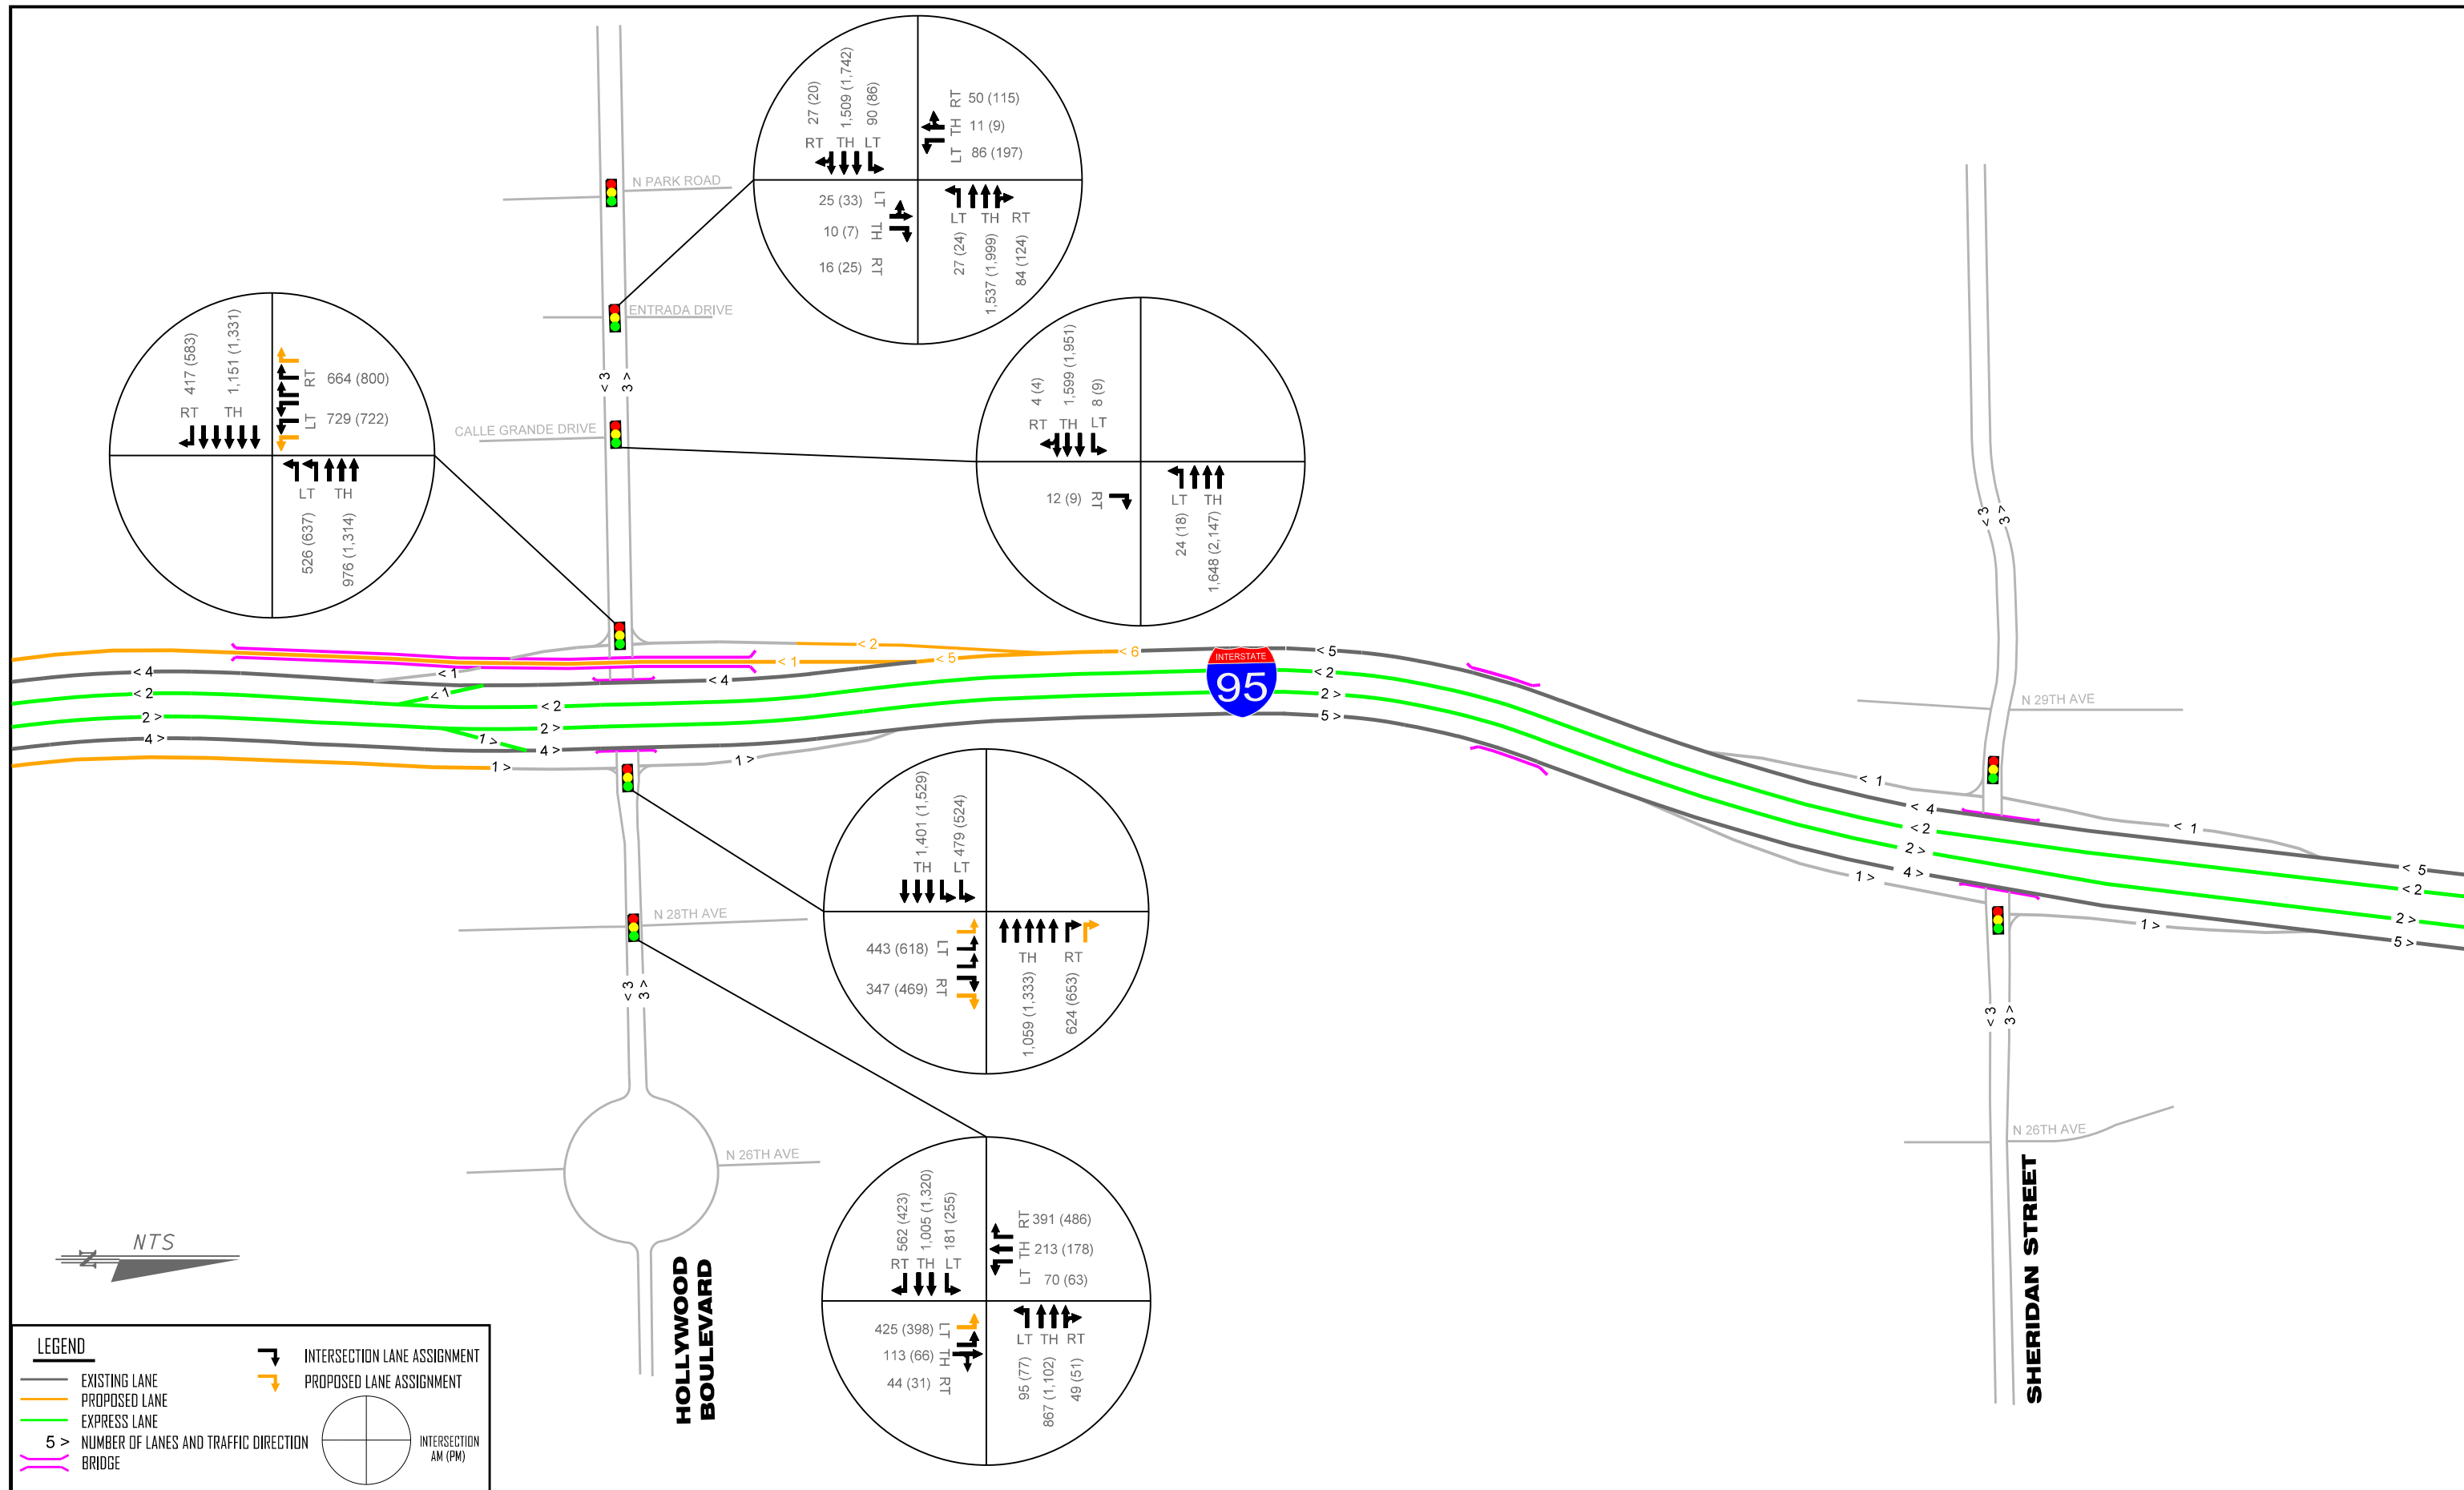 N PARK ROAD
ENTRADA DRIVE
CALLE GRANDE DRIVE
< 3
3 >
27 (20)
1,509 (1,742)
90 (86)
RT TH LT
RT 50 (115)
TH 11 (9)
LT 86 (197)
25 (33) LT
10 (7) TH
16 (25) RT
LT TH RT
27 (24)
1,537 (1,999)
84 (124)
417 (583)
1,151 (1,331)
RT TH
RT 664 (800)
LT 729 (722)
LT TH
526 (637)
976 (1,314)
4 (4)
1,599 (1,951)
8 (9)
RT TH LT
12 (9) RT
LT TH
24 (18)
1,648 (2,147)
< 2
< 1
< 5
< 6
INTERSTATE
95
< 5
< 2
2 >
5 >
< 4
< 1
< 4
< 2
< 1
< 2
2 >
2 >
4 >
1 >
4 >
1 >
1 >
< 3
3 >
N 29TH AVE
< 1
< 4
< 2
2 >
4 >
1 >
< 1
< 5
< 2
2 >
5 >
1 >
< 3
3 >
N 26TH AVE
SHERIDAN STREET
1,401 (1,529)
479 (524)
TH LT
443 (618) LT
347 (469) RT
TH RT
1,059 (1,333)
624 (653)
N 28TH AVE
< 3
3 >
N 26TH AVE
562 (423)
1,005 (1,320)
181 (255)
RT TH LT
RT 391 (486)
TH 213 (178)
LT 70 (63)
425 (398) LT
113 (66) TH
44 (31) RT
LT TH RT
95 (77)
867 (1,102)
49 (51)
HOLLYWOOD
BOULEVARD
NTS
N
LEGEND
EXISTING LANE
PROPOSED LANE
EXPRESS LANE
5 > NUMBER OF LANES AND TRAFFIC DIRECTION
BRIDGE
INTERSECTION LANE ASSIGNMENT
PROPOSED LANE ASSIGNMENT
INTERSECTION
AM (PM)